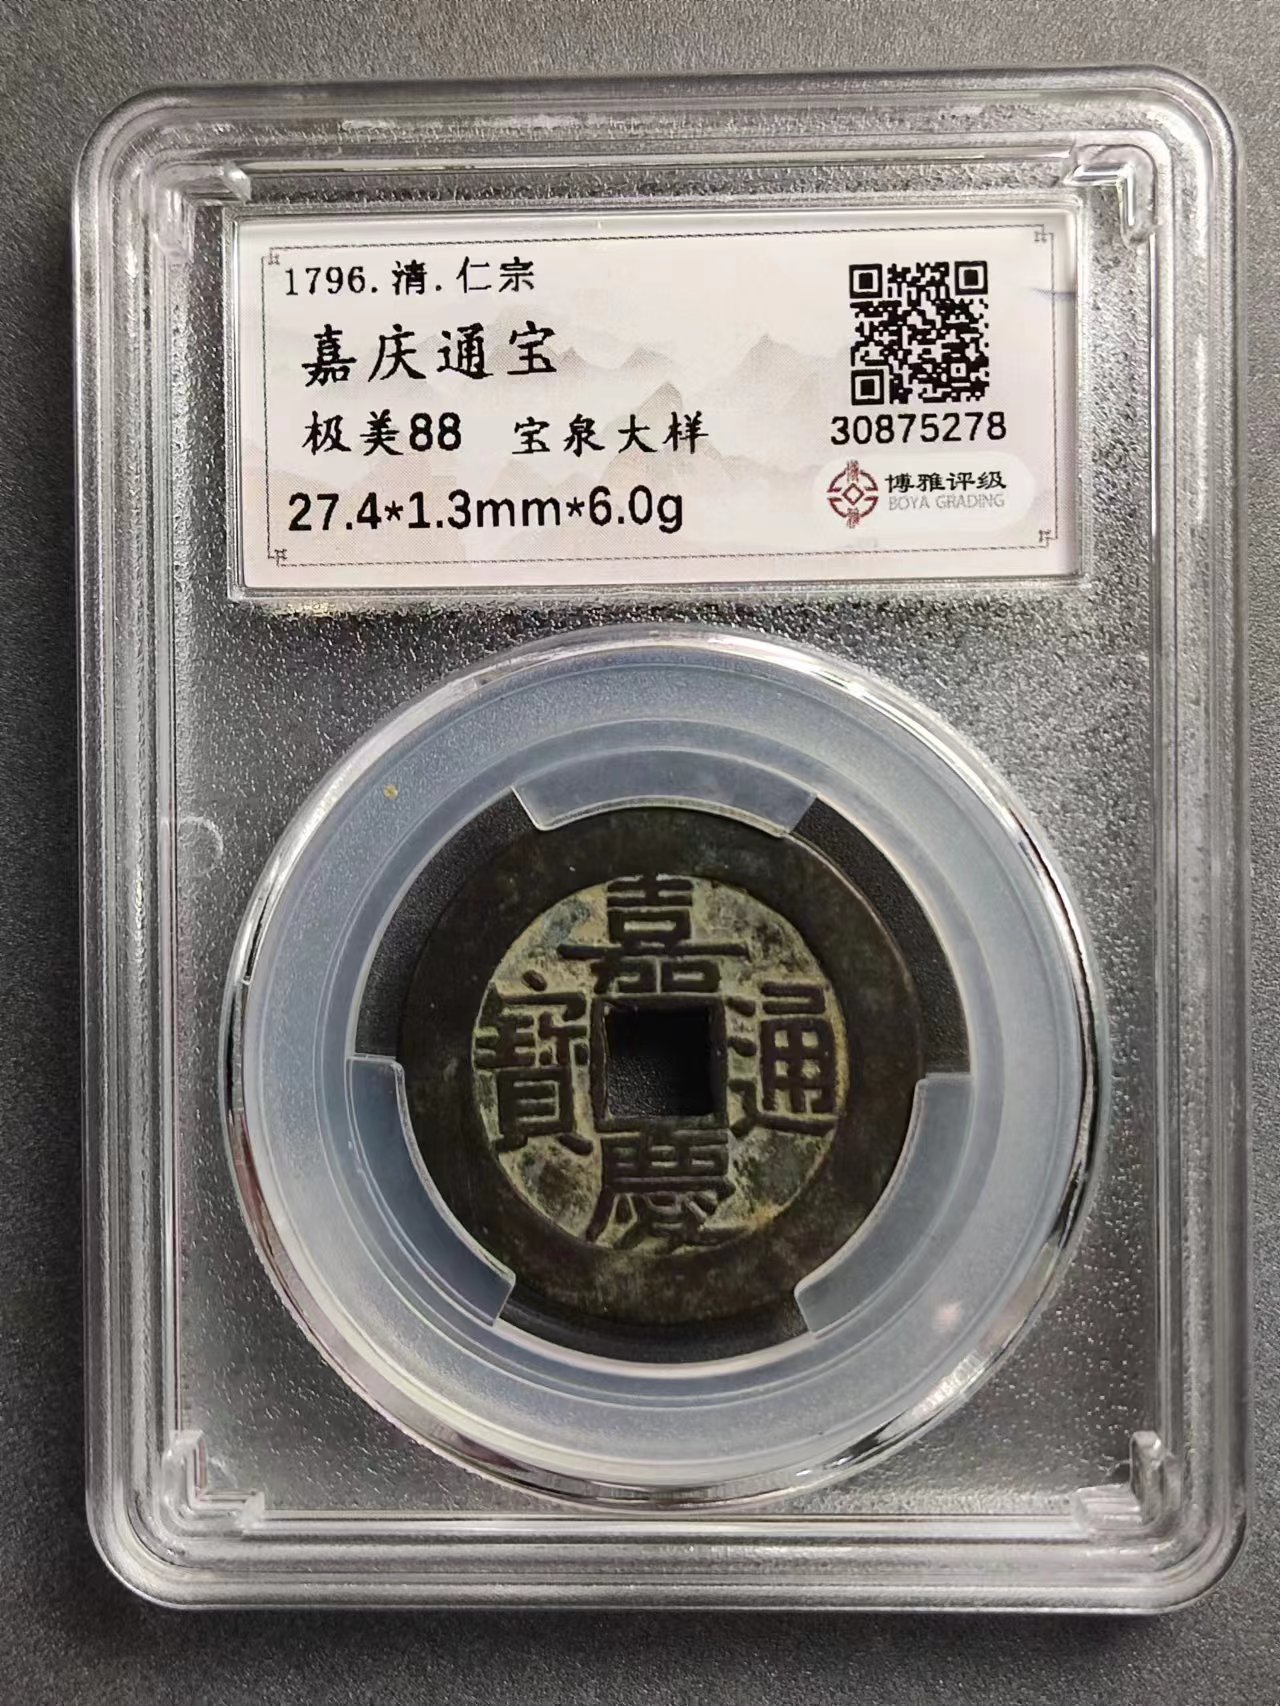 1796.清.仁宗
嘉庆通宝
极美88 宝泉大样
27.4*1.3mm*6.0g
30875278
博雅评级
BOYA GRADING
嘉慶通寶